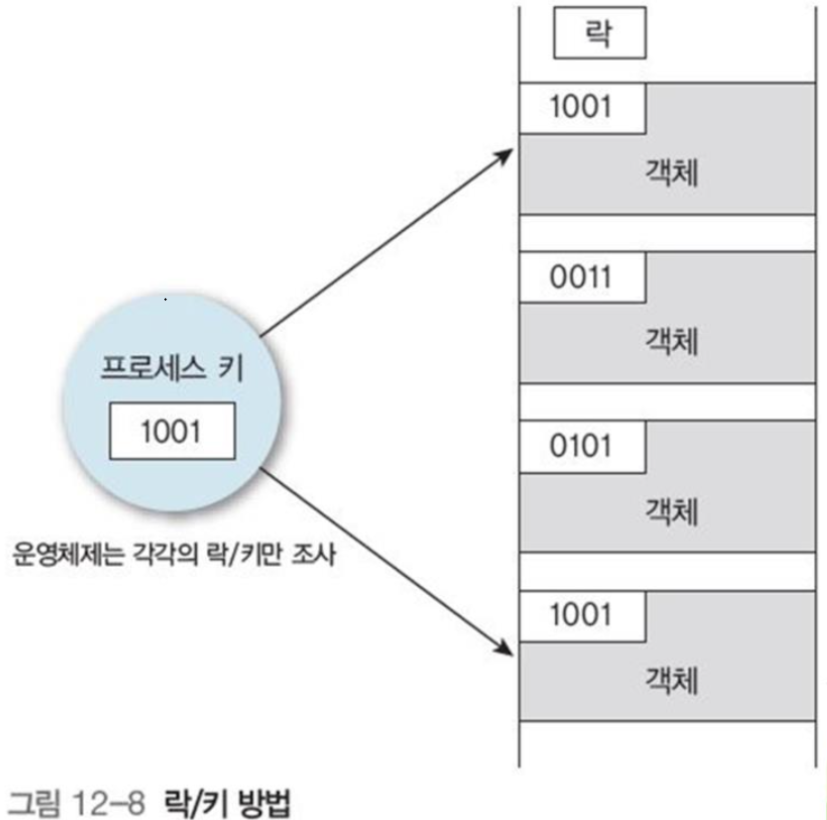 락
1001
객체
0011
객체
프로세스 키
1001
0101
객체
운영체제는 각각의 락/키만 조사
1001
객체
그림 12-8 락/키 방법